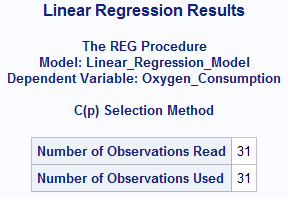 Linear Regression Results
The REG Procedure
Model: Linear_Regression_Model
Dependent Variable: Oxygen_Consumption
C(p) Selection Method
Number of Observations Read 31
Number of Observations Used 31